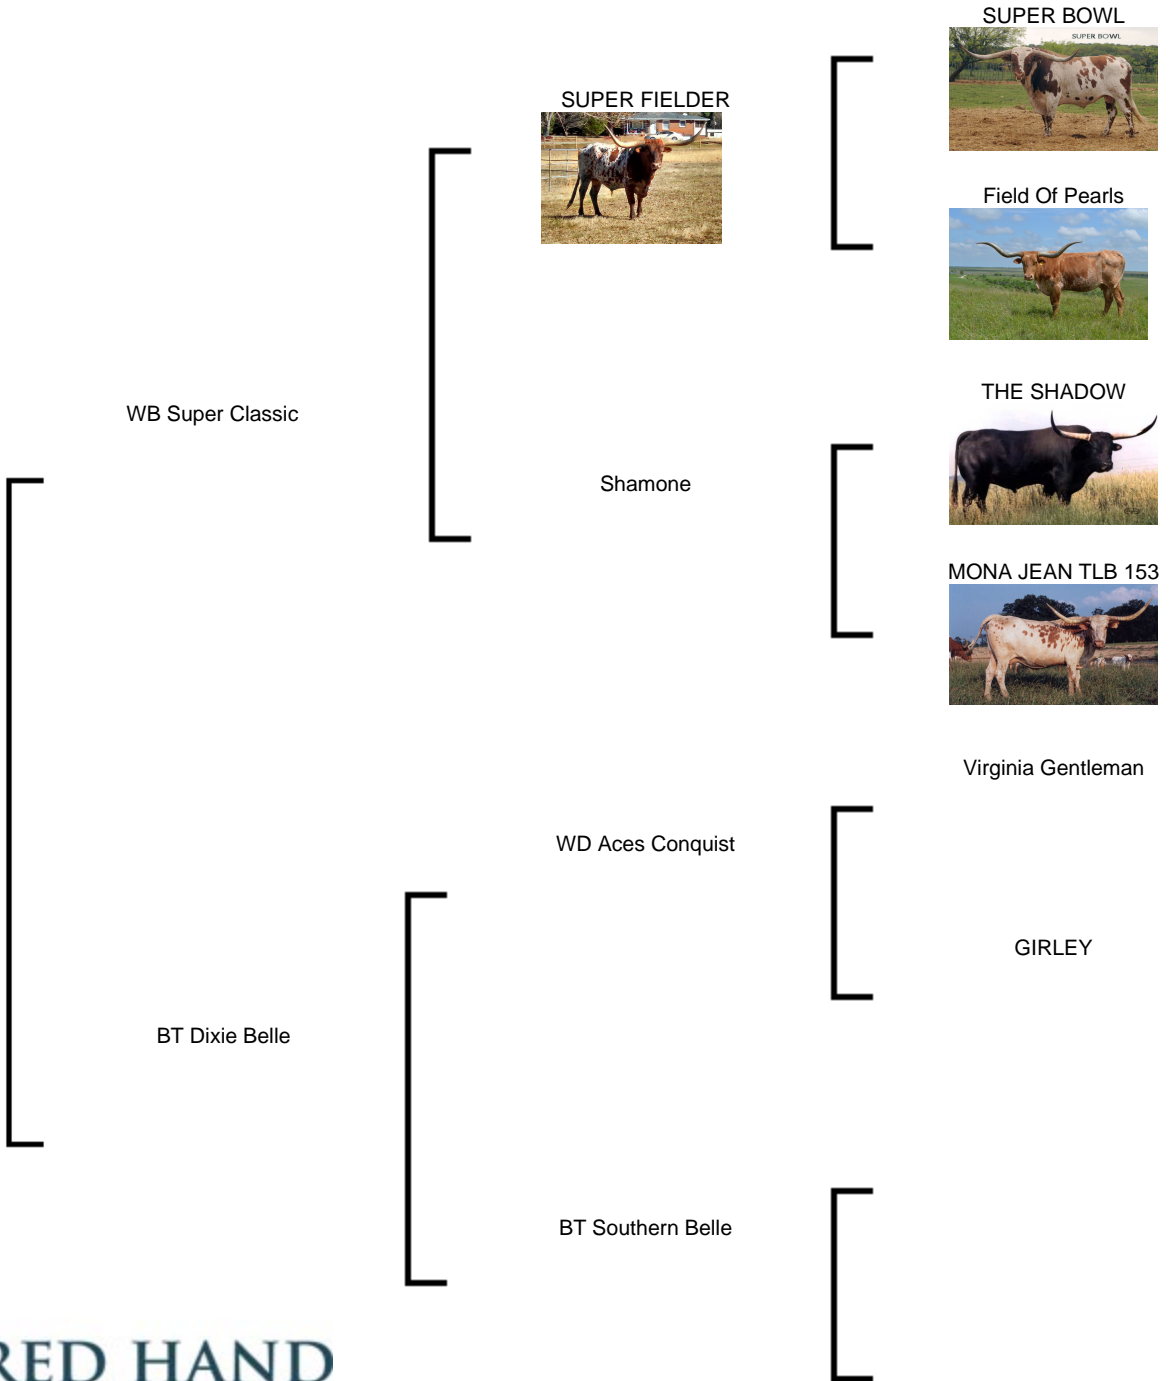 SUPER BOWL
SUPER BOWL
SUPER FIELDER
Field Of Pearls
THE SHADOW
WB Super Classic
Shamone
MONA JEAN TLB 153
Virginia Gentleman
WD Aces Conquist
GIRLEY
BT Dixie Belle
BT Southern Belle
RED HAND